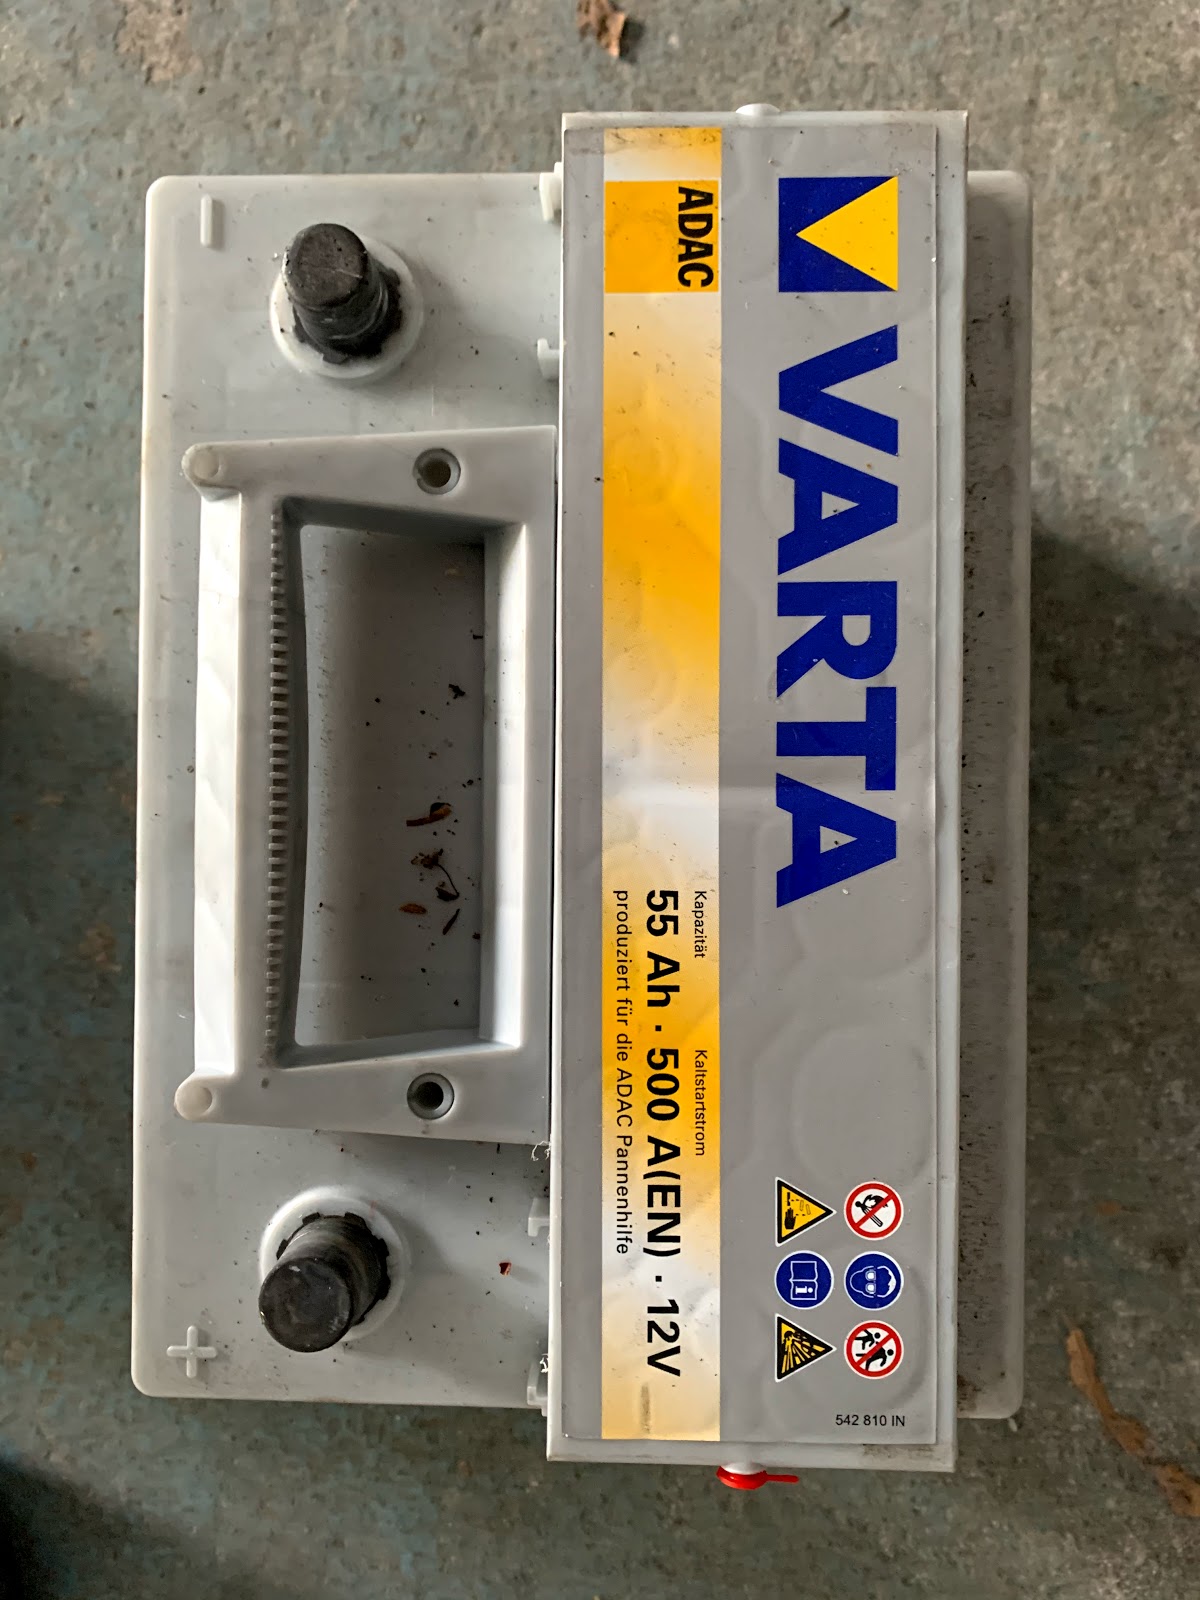 VARTA
ADAC
Kapazität Kaltstartstrom
55 Ah · 500 A(EN) · 12V
produziert für die ADAC Pannenhilfe
542 810 IN